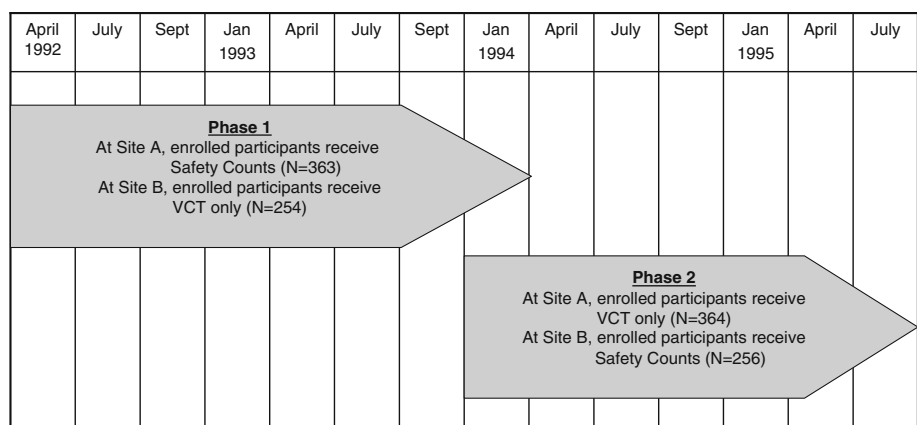 April 1992 July Sept Jan 1993 April July Sept Jan 1994 April July Sept Jan 1995 April July
Phase 1
At Site A, enrolled participants receive
Safety Counts (N=363)
At Site B, enrolled participants receive
VCT only (N=254)
Phase 2
At Site A, enrolled participants receive
VCT only (N=364)
At Site B, enrolled participants receive
Safety Counts (N=256)